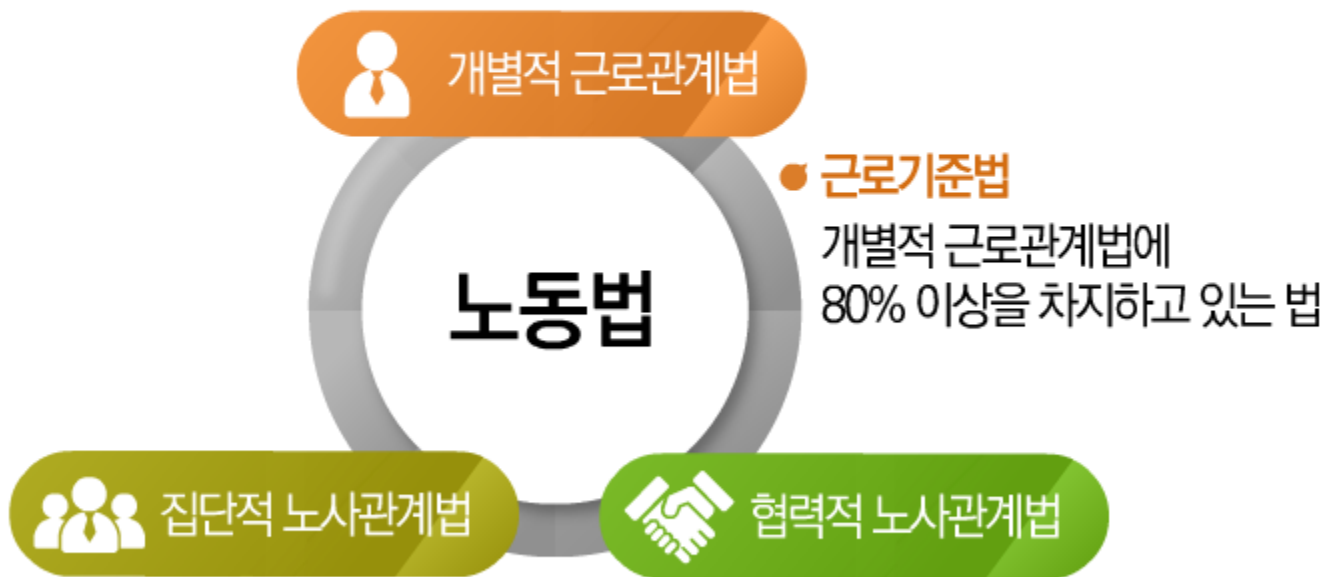 개별적 근로관계법
근로기준법
개별적 근로관계법에
80% 이상을 차지하고 있는 법
노동법
집단적 노사관계법
협력적 노사관계법